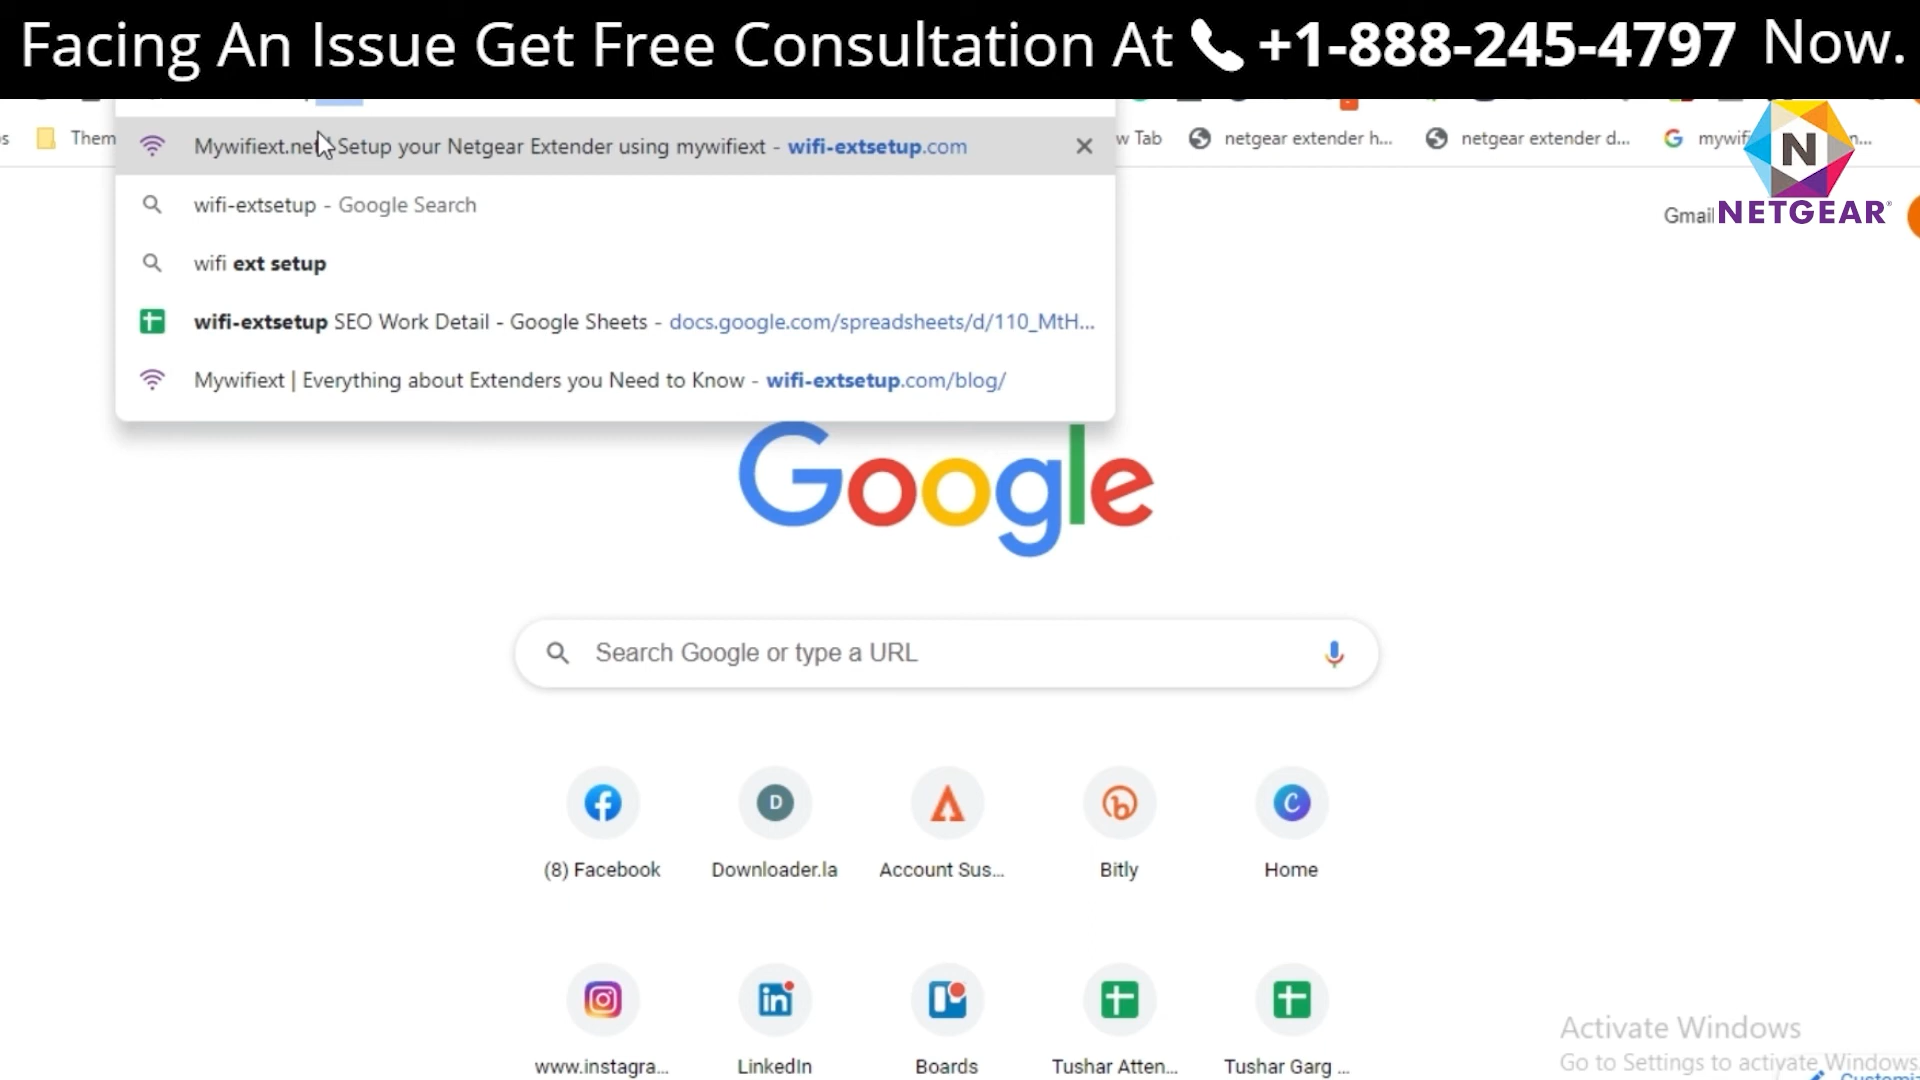 Facing An Issue Get Free Consultation At +1-888-245-4797 Now.
Them
Mywifiext.net Setup your Netgear Extender using mywifiext - wifi-extsetup.com
w Tab
netgear extender h...
netgear extender d...
mywif
n...
N
wifi-extsetup - Google Search
Gmail
NETGEAR
wifi ext setup
wifi-extsetup SEO Work Detail - Google Sheets - docs.google.com/spreadsheets/d/110_MtH...
Mywifiext | Everything about Extenders you Need to Know - wifi-extsetup.com/blog/
Google
Search Google or type a URL
D
(8) Facebook
Downloader.la
Account Sus...
Bitly
Home
www.instagra...
LinkedIn
Boards
Tushar Atten...
Tushar Garg ...
Activate Windows
Go to Settings to activate Windows